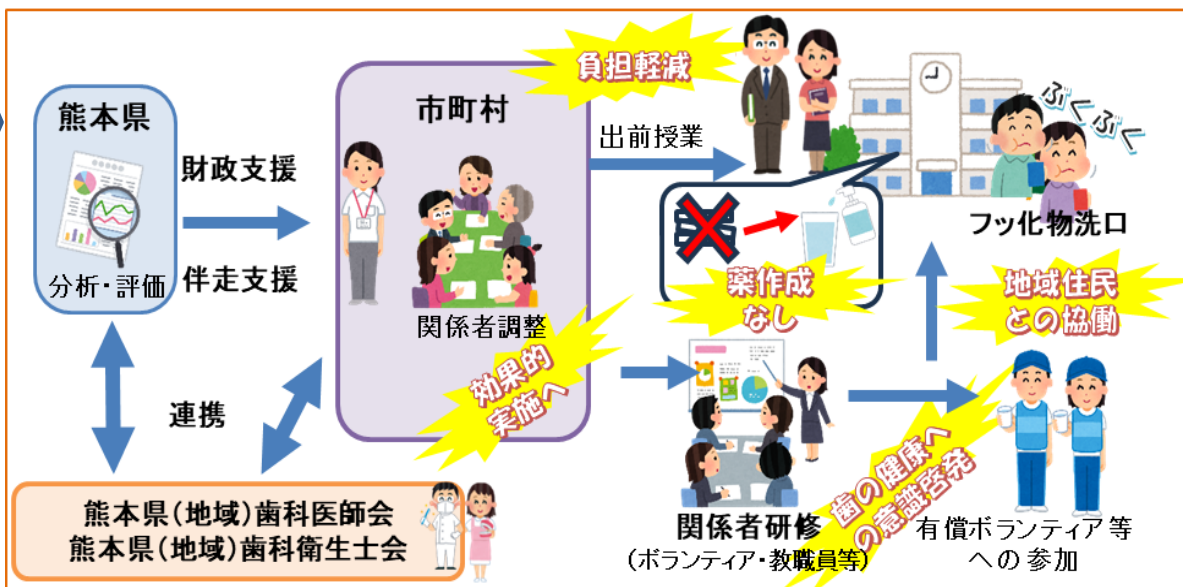 熊本県
分析・評価
財政支援
伴走支援
連携
熊本県(地域)歯科医師会
熊本県(地域)歯科衛生士会
市町村
関係者調整
効果的
実施へ
負担軽減
出前授業
薬作成
なし
ぶくぶく
フッ化物洗口
地域住民
との協働
関係者研修
(ボランティア・教職員等)
歯の健康へ
の意識啓発
有償ボランティア等
への参加